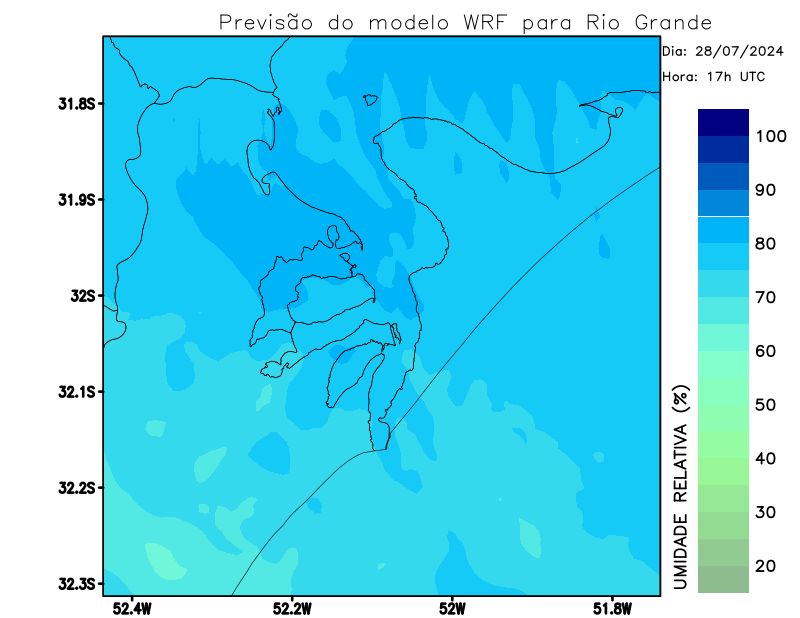 Previsão do modelo WRF para Rio Grande
Dia: 28/07/2024
Hora: 17h UTC
31.8S
31.9S
32S
32.1S
32.2S
32.3S
52.4W
52.2W
52W
51.8W
UMIDADE RELATIVA (%)
100
90
80
70
60
50
40
30
20